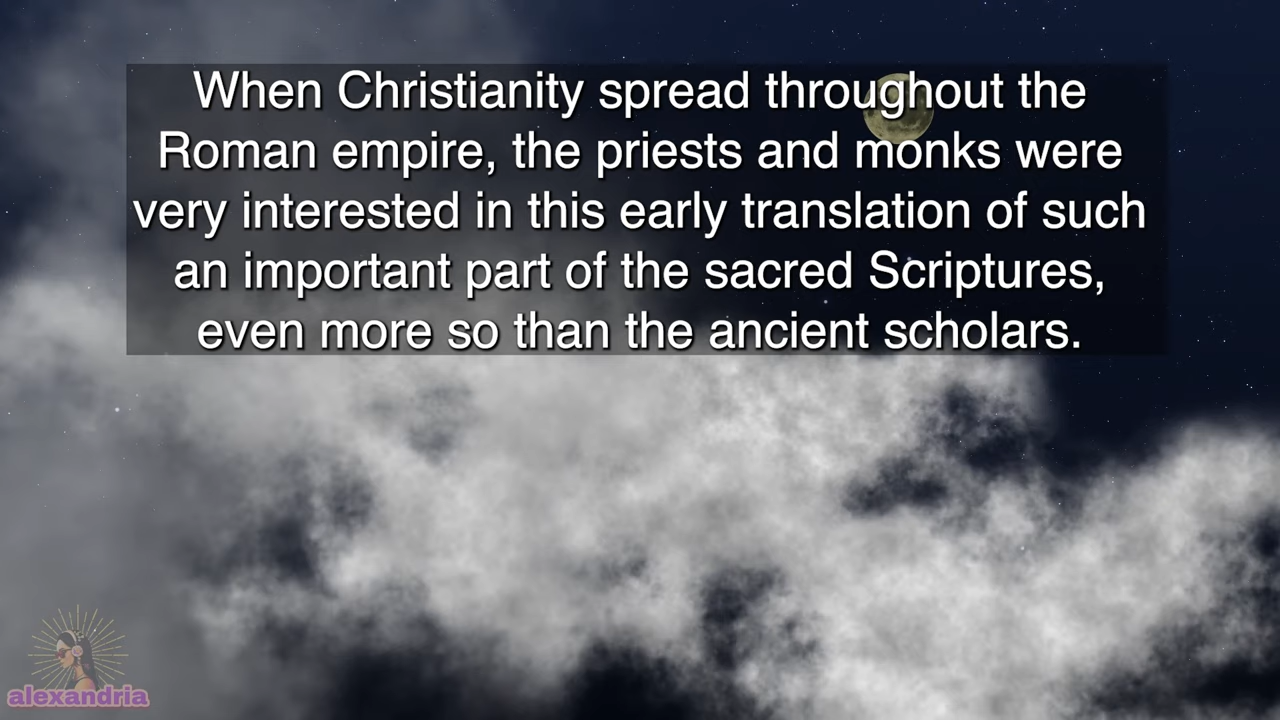 When Christianity spread throughout the
Roman empire, the priests and monks were
very interested in this early translation of such
an important part of the sacred Scriptures,
even more so than the ancient scholars.
alexandria